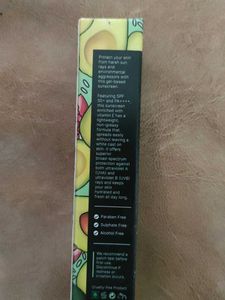 Protect your skin
from harsh sun
rays and
environmental
aggressors with
this gel-based
sunscreen.
Featuring SPF
50+ and PA++++
this sunscreen
enriched with
vitamin E has a
lightweight,
non-greasy
formula that
spreads easily
without leaving a
white cast on
skin. It offers
superior
broad-spectrum
protection against
both ultraviolet A
(UVA) and
ultraviolet B (UVB)
rays and keeps
your skin
hydrated and
fresh all day long.
Paraben Free
Sulphate Free
Alcohol Free
We recommend a
patch test before
use. Discontinue if
irritation occurs.
Cruelty-Free Product